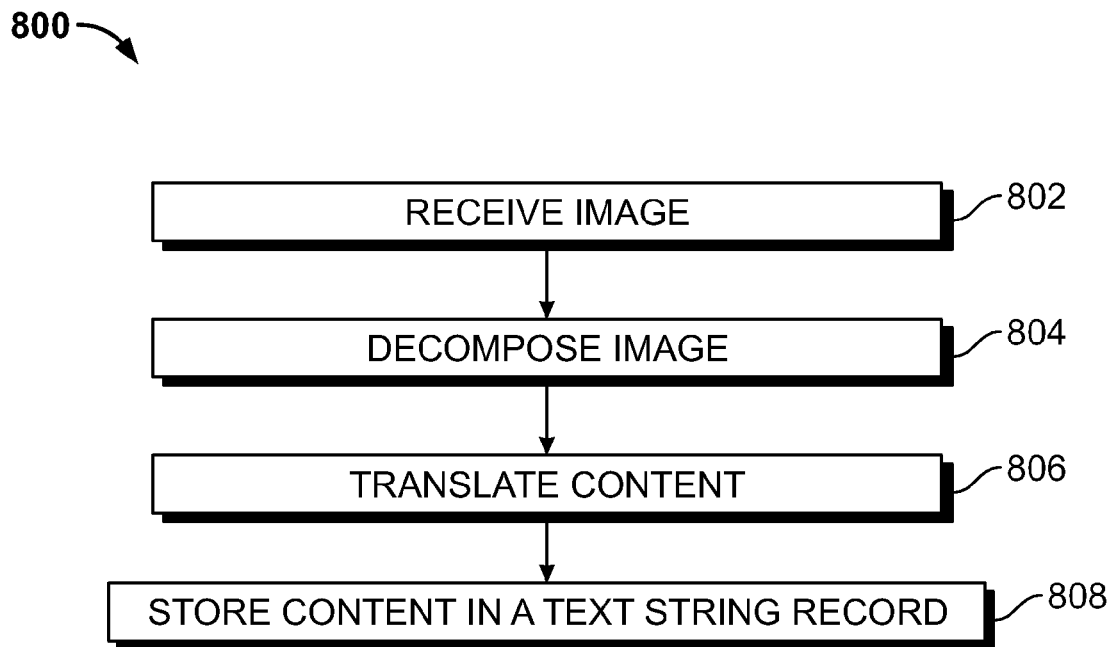 800
RECEIVE IMAGE
802
DECOMPOSE IMAGE
804
TRANSLATE CONTENT
806
STORE CONTENT IN A TEXT STRING RECORD
808